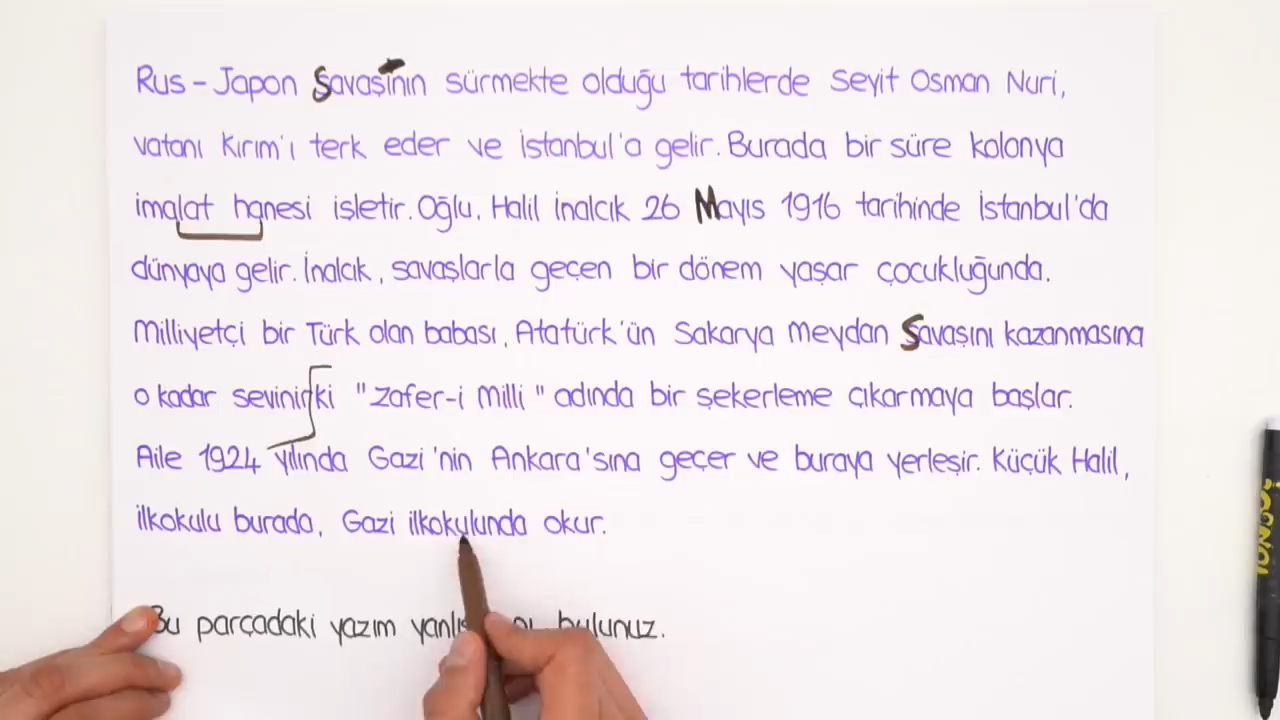 Rus - Japon Savaşının sürmekte olduğu tarihlerde Seyit Osman Nuri,
vatanı Kırım'ı terk eder ve İstanbul'a gelir. Burada bir süre kolonya
imalat hanesi işletir. Oğlu, Halil İnalcık 26 Mayıs 1916 tarihinde İstanbul'da
dünyaya gelir. İnalcık, savaşlarla geçen bir dönem yaşar çocukluğunda.
Milliyetçi bir Türk olan babası, Atatürk'ün Sakarya Meydan Savaşını kazanmasına
o kadar sevinirki "Zafer-i Milli" adında bir şekerleme çıkarmaya başlar.
Aile 1924 yılında Gazi'nin Ankara'sına geçer ve buraya yerleşir. Küçük Halil,
ilkokulu burada, Gazi ilkokulunda okur.
Bu parçadaki yazım bulunuz.